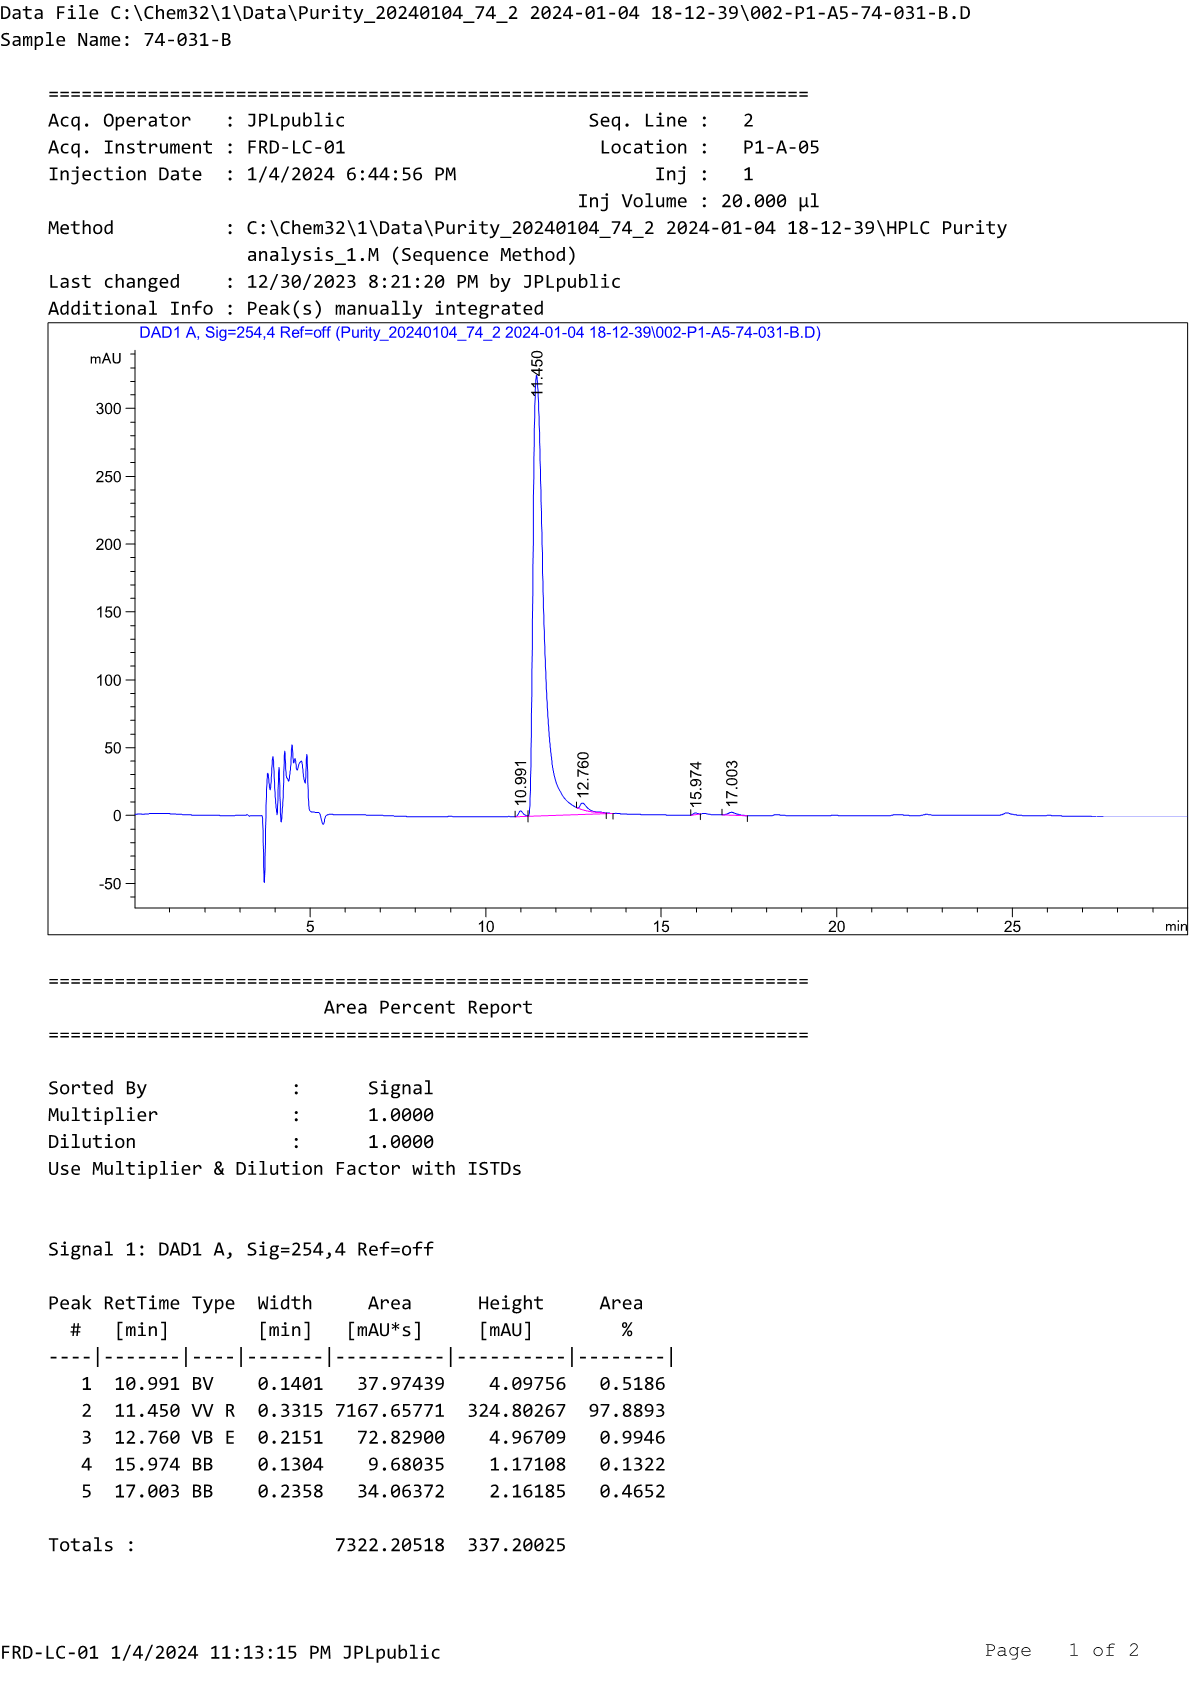 Data File C:\Chem32\1\Data\Purity_20240104_74_2 2024-01-04 18-12-39\002-P1-A5-74-031-B.D
Sample Name: 74-031-B
=====================================================================
Acq. Operator   : JPLpublic                      Seq. Line :   2
Acq. Instrument : FRD-LC-01                       Location :   P1-A-05
Injection Date  : 1/4/2024 6:44:56 PM                  Inj :   1
Inj Volume : 20.000 µl
Method          : C:\Chem32\1\Data\Purity_20240104_74_2 2024-01-04 18-12-39\HPLC Purity
analysis_1.M (Sequence Method)
Last changed    : 12/30/2023 8:21:20 PM by JPLpublic
Additional Info : Peak(s) manually integrated
DAD1 A, Sig=254,4 Ref=off (Purity_20240104_74_2 2024-01-04 18-12-39\002-P1-A5-74-031-B.D)
mAU
300
250
200
150
100
50
0
-50
11.450
10.991
12.760
15.974
17.003
5 10 15 20 25 min
=====================================================================
Area Percent Report
=====================================================================
Sorted By             :      Signal
Multiplier            :      1.0000
Dilution              :      1.0000
Use Multiplier & Dilution Factor with ISTDs
Signal 1: DAD1 A, Sig=254,4 Ref=off
Peak RetTime Type  Width     Area      Height     Area
#   [min]        [min]   [mAU*s]     [mAU]        %
----|-------|----|-------|----------|----------|--------|
1  10.991 BV    0.1401   37.97439    4.09756   0.5186
2  11.450 VV R  0.3315 7167.65771  324.80267  97.8893
3  12.760 VB E  0.2151   72.82900    4.96709   0.9946
4  15.974 BB    0.1304    9.68035    1.17108   0.1322
5  17.003 BB    0.2358   34.06372    2.16185   0.4652
Totals :                  7322.20518  337.20025
FRD-LC-01 1/4/2024 11:13:15 PM JPLpublic
Page   1 of 2